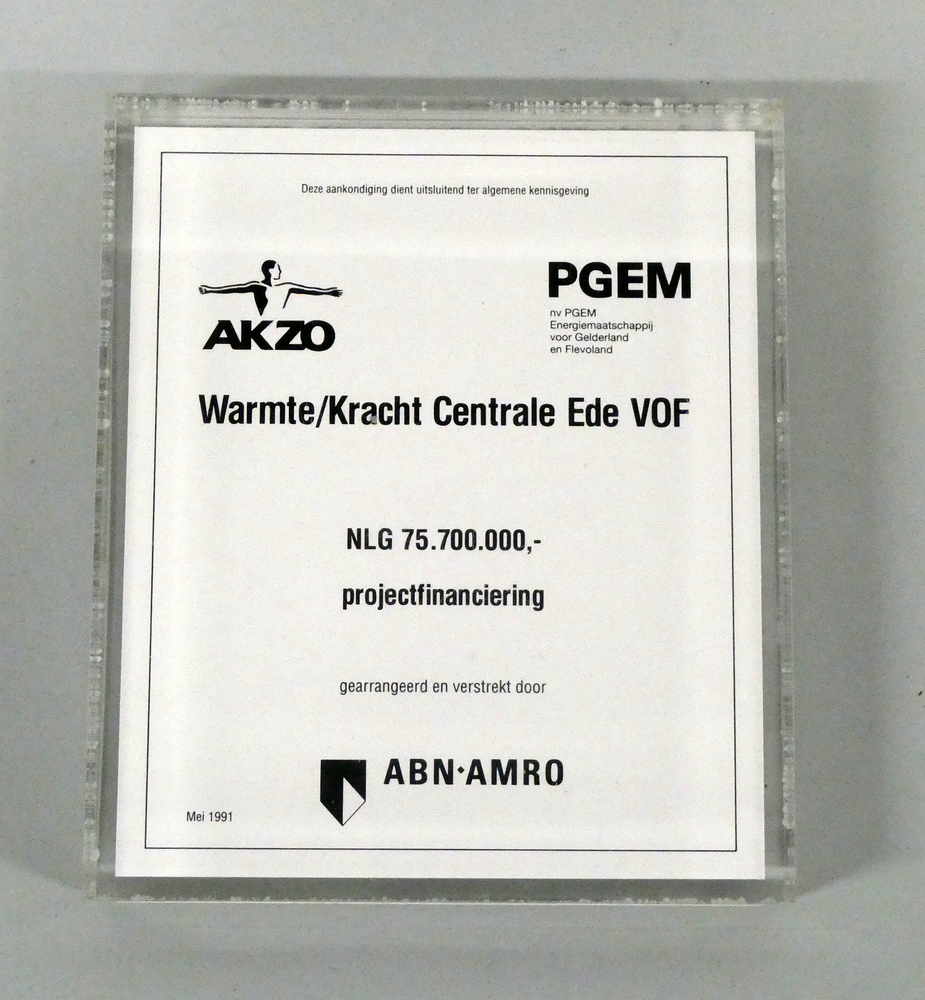 Deze aankondiging dient uitsluitend ter algemene kennisgeving
AKZO
PGEM
nv PGEM
Energiemaatschappij
voor Gelderland
en Flevoland
Warmte/Kracht Centrale Ede VOF
NLG 75.700.000,-
projectfinanciering
gearrangeerd en verstrekt door
ABN·AMRO
Mei 1991